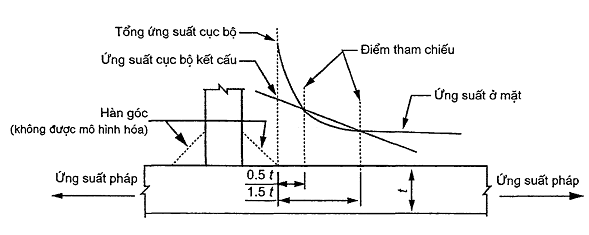 Tổng ứng suất cục bộ
Ứng suất cục bộ kết cấu
Điểm tham chiếu
Hàn góc
(không được mô hình hóa)
Ứng suất ở mặt
Ứng suất pháp
0.5 t
1.5 t
t
Ứng suất pháp